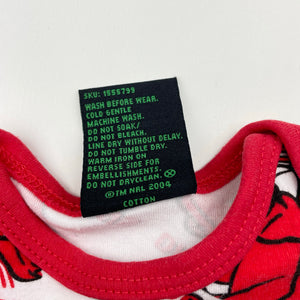 SKU: 1555799
WASH BEFORE WEAR.
COLD GENTLE
MACHINE WASH.
DO NOT SOAK/
DO NOT BLEACH.
LINE DRY WITHOUT DELAY.
DO NOT TUMBLE DRY.
WARM IRON ON
REVERSE SIDE FOR
EMBELLISHMENTS.
DO NOT DRYCLEAN.
©TM NRL 2004
COTTON